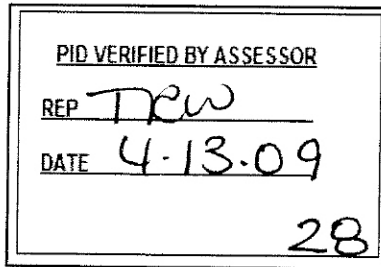 PID VERIFIED BY ASSESSOR
REP TRW
DATE 4.13.09
28